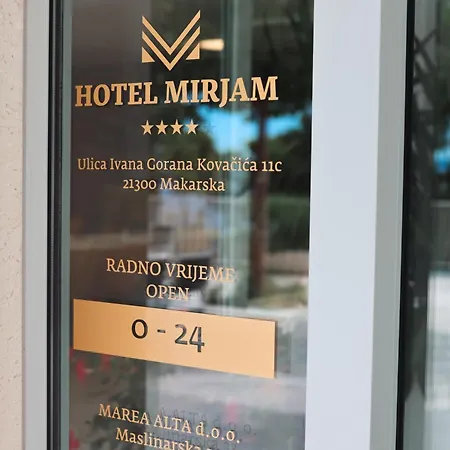 HOTEL MIRJAM
★★★★
Ulica Ivana Gorana Kovačića 11c
21300 Makarska
RADNO VRIJEME
OPEN
0 - 24
MAREA ALTA d.o.o.
Maslinarska